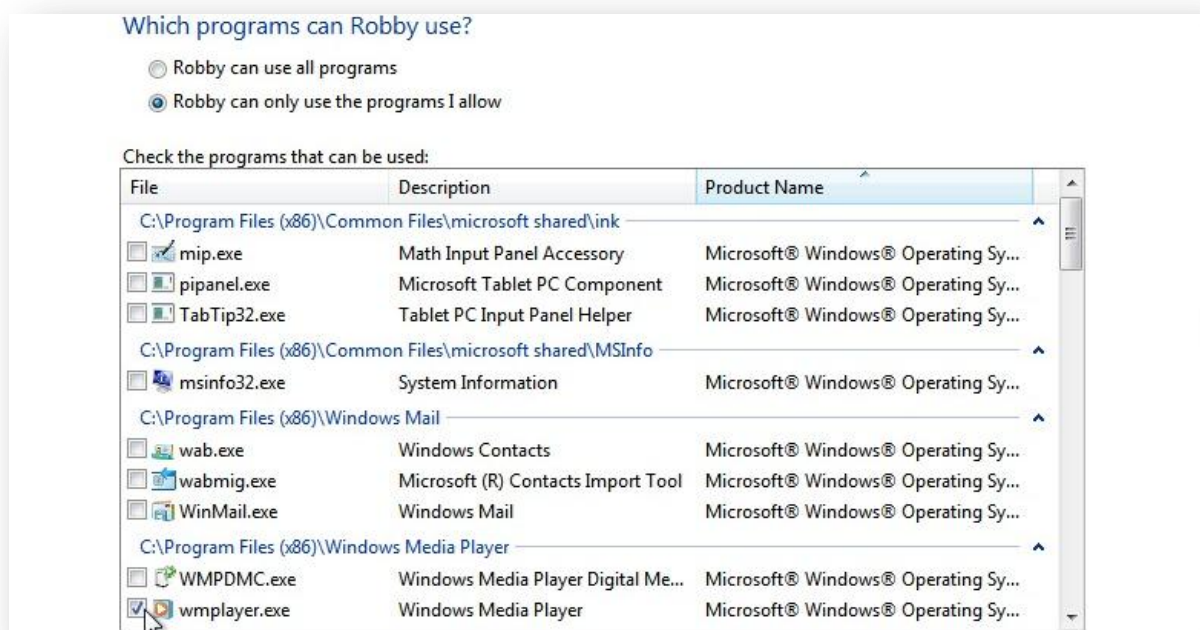 Which programs can Robby use?
Robby can use all programs
Robby can only use the programs I allow
Check the programs that can be used:
File Description Product Name
C:\Program Files (x86)\Common Files\microsoft shared\ink
mip.exe Math Input Panel Accessory Microsoft® Windows® Operating Sy...
pipanel.exe Microsoft Tablet PC Component Microsoft® Windows® Operating Sy...
TabTip32.exe Tablet PC Input Panel Helper Microsoft® Windows® Operating Sy...
C:\Program Files (x86)\Common Files\microsoft shared\MSInfo
msinfo32.exe System Information Microsoft® Windows® Operating Sy...
C:\Program Files (x86)\Windows Mail
wab.exe Windows Contacts Microsoft® Windows® Operating Sy...
wabmig.exe Microsoft (R) Contacts Import Tool Microsoft® Windows® Operating Sy...
WinMail.exe Windows Mail Microsoft® Windows® Operating Sy...
C:\Program Files (x86)\Windows Media Player
WMPDMC.exe Windows Media Player Digital Me... Microsoft® Windows® Operating Sy...
wmplayer.exe Windows Media Player Microsoft® Windows® Operating Sy...